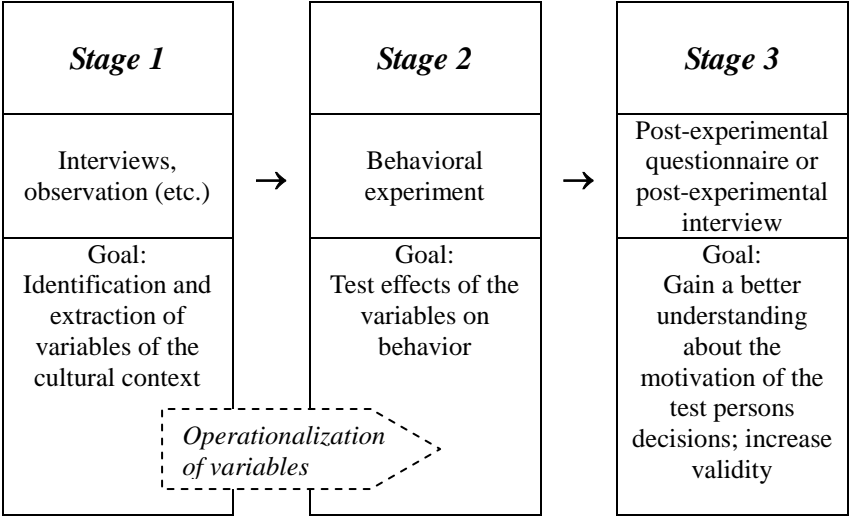 Stage 1
Interviews,
observation (etc.)
Goal:
Identification and
extraction of
variables of the
cultural context
Operationalization
of variables
Stage 2
Behavioral
experiment
Goal:
Test effects of the
variables on
behavior
Stage 3
Post-experimental
questionnaire or
post-experimental
interview
Goal:
Gain a better
understanding
about the
motivation of the
test persons
decisions; increase
validity